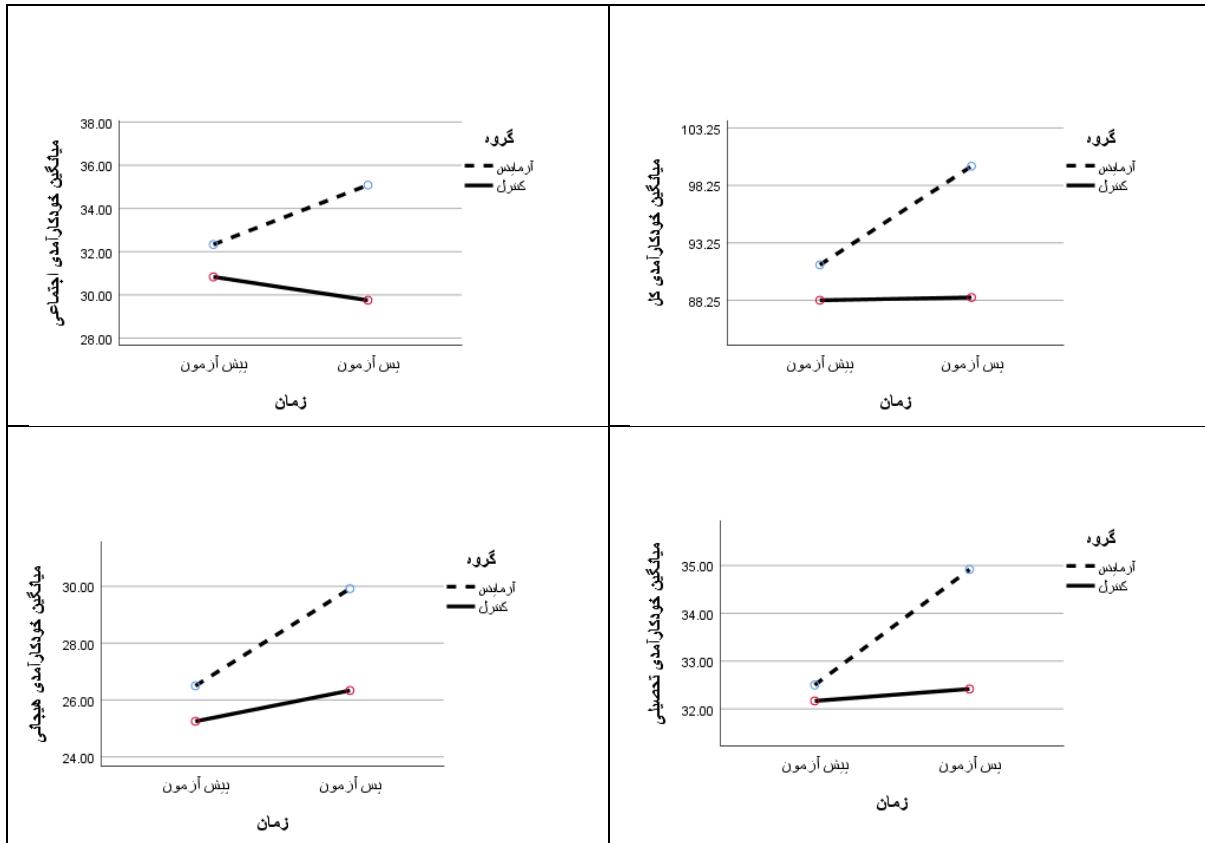 میانگین خودکارآمدی اجتماعی
38.00
36.00
34.00
32.00
30.00
28.00
پیش آزمون
پس آزمون
زمان
گروه
آزمایش
کنترل
میانگین خودکارآمدی کل
103.25
98.25
93.25
88.25
پیش آزمون
پس آزمون
زمان
گروه
آزمایش
کنترل
میانگین خودکارآمدی هیجانی
30.00
28.00
26.00
24.00
پیش آزمون
پس آزمون
زمان
گروه
آزمایش
کنترل
میانگین خودکارآمدی تحصیلی
35.00
34.00
33.00
32.00
پیش آزمون
پس آزمون
زمان
گروه
آزمایش
کنترل